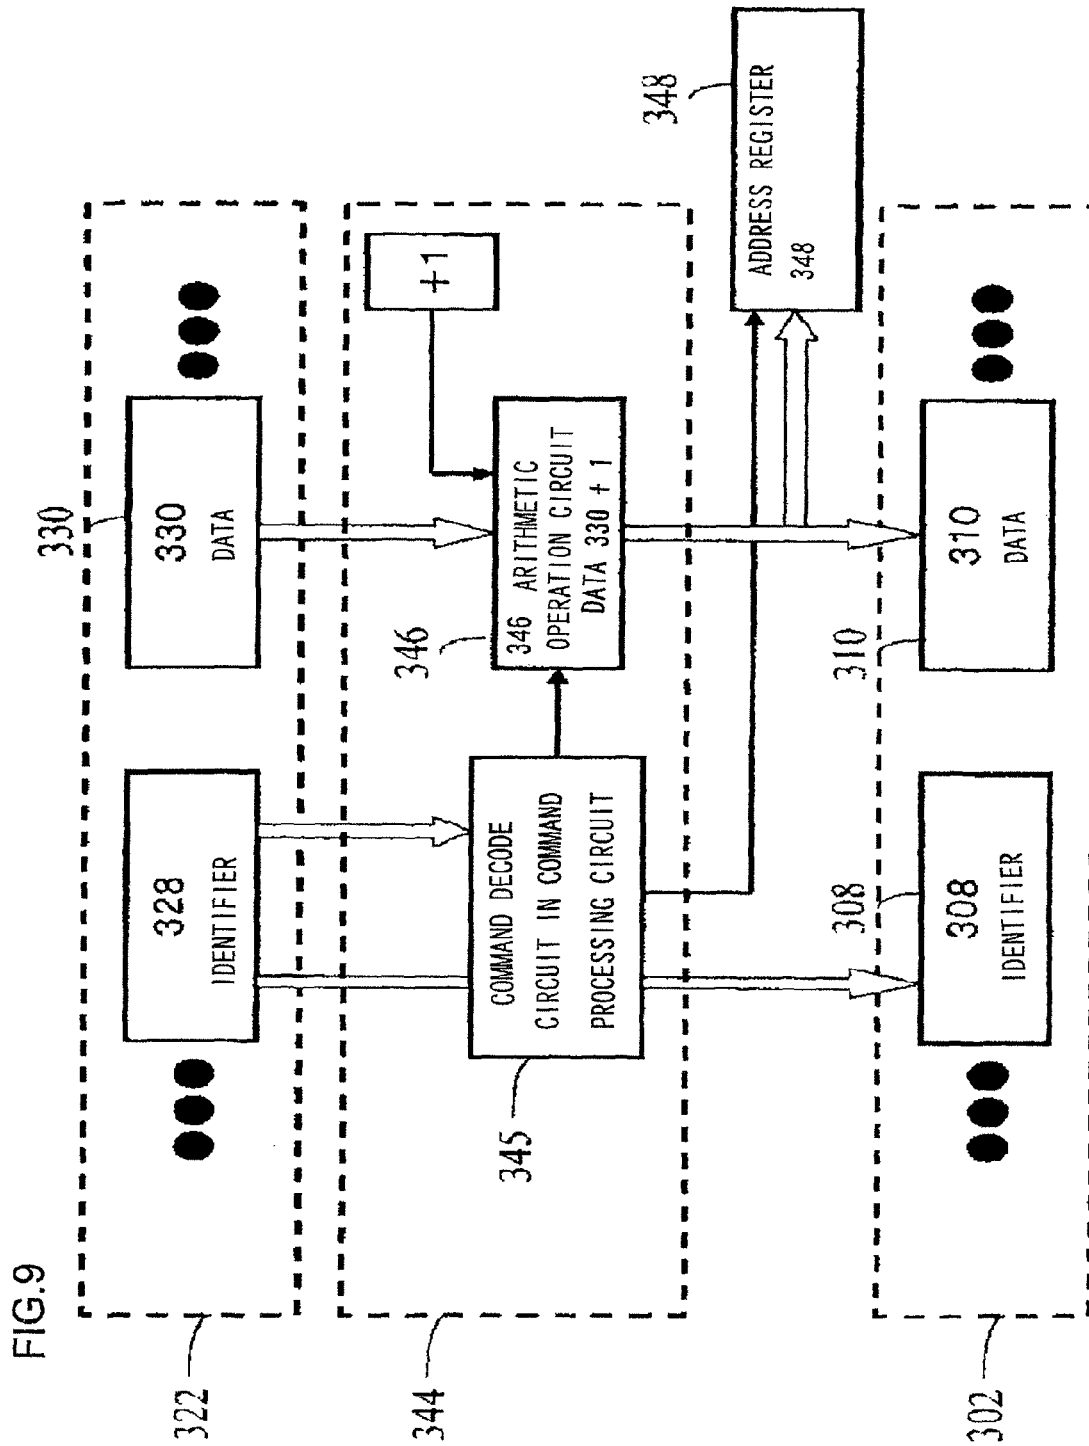 FIG.9
322
328
IDENTIFIER
330
330
DATA
344
345
COMMAND DECODE
CIRCUIT IN COMMAND
PROCESSING CIRCUIT
346
346 ARITHMETIC
OPERATION CIRCUIT
DATA 330 + 1
+1
348
ADDRESS REGISTER
348
302
308
308
IDENTIFIER
310
310
DATA